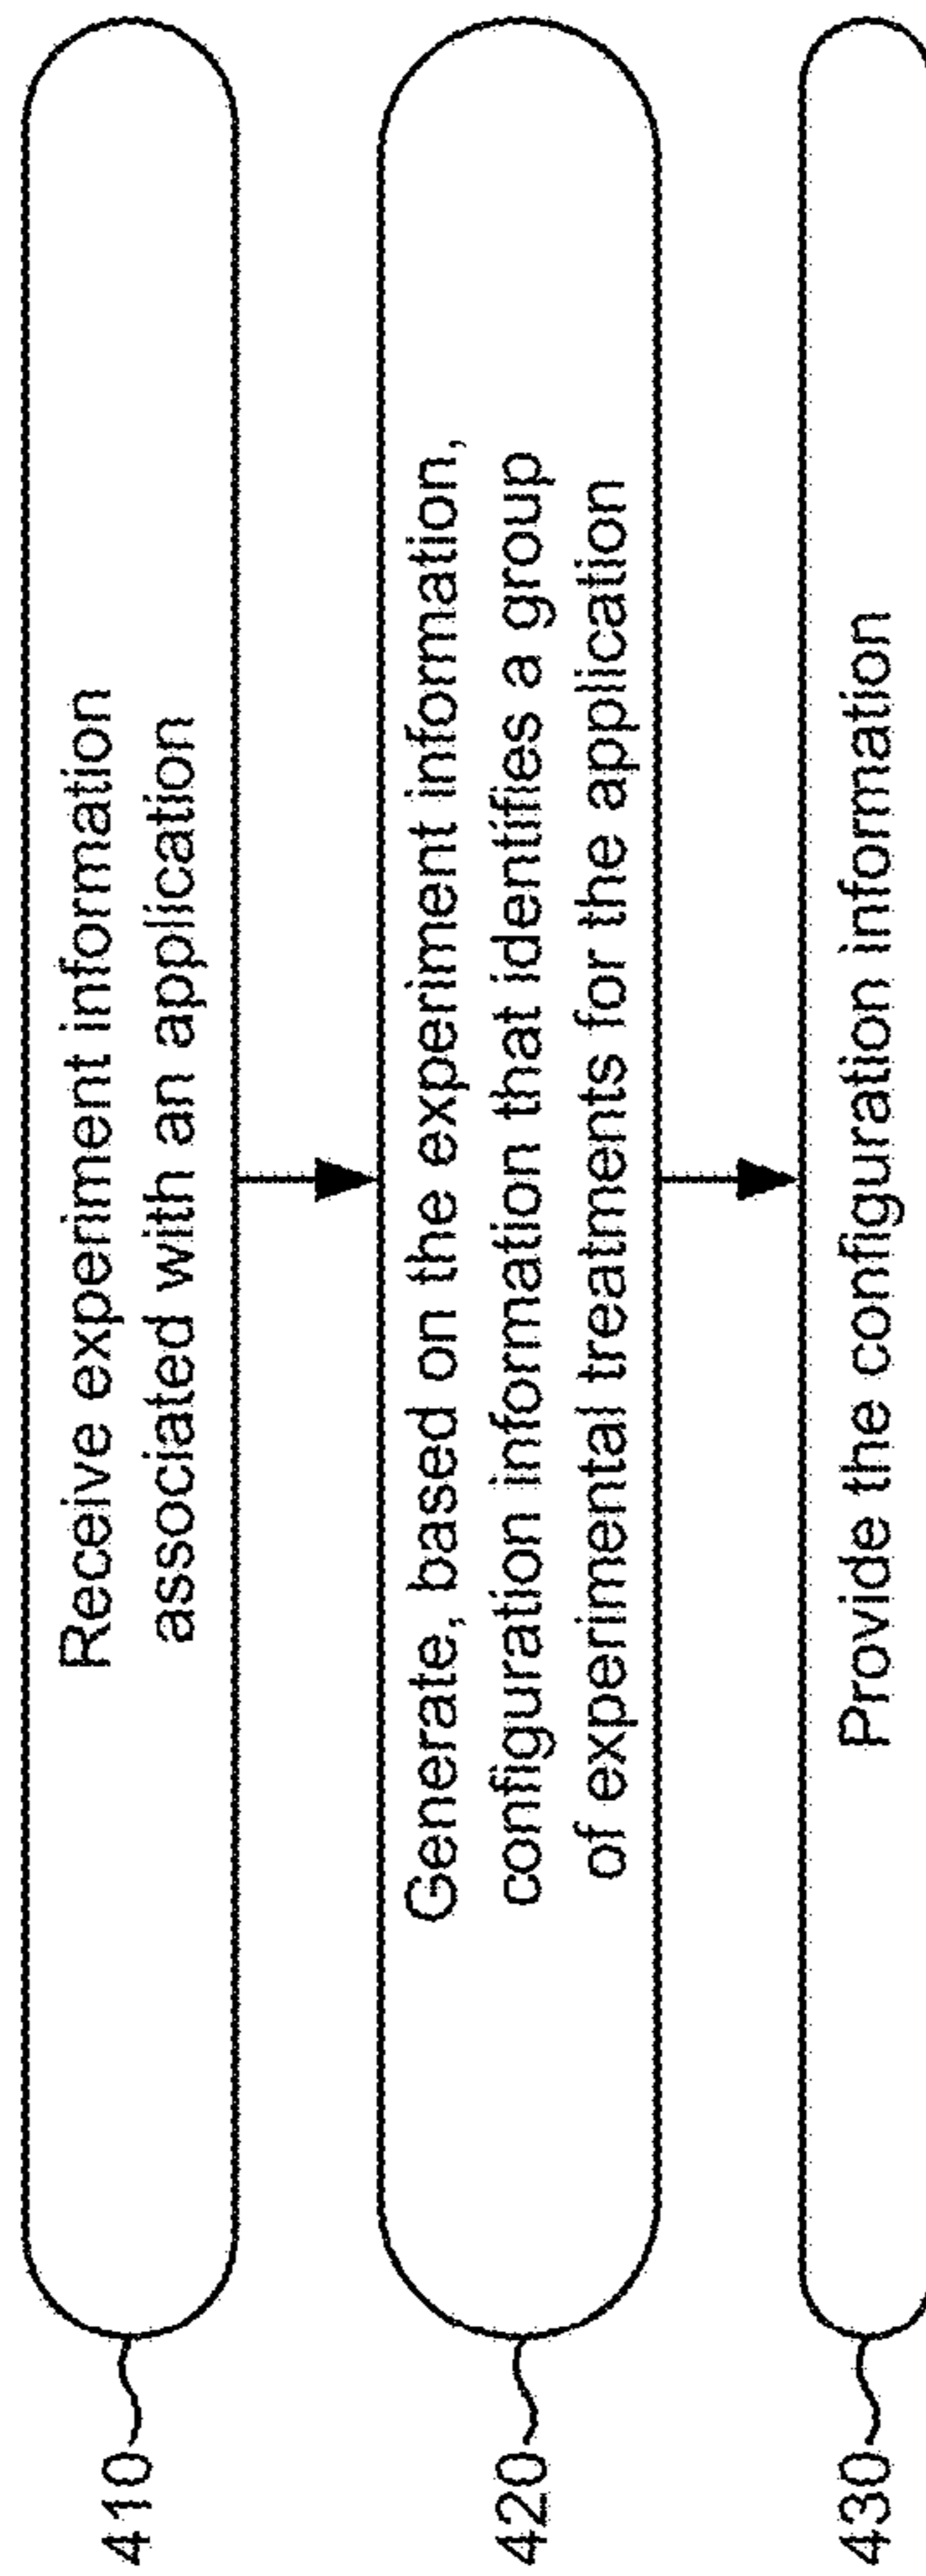 410
Receive experiment information
associated with an application
420
Generate, based on the experiment information,
configuration information that identifies a group
of experimental treatments for the application
430
Provide the configuration information